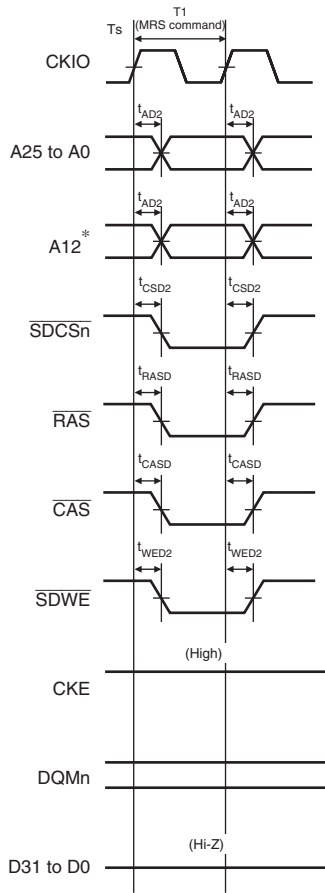 Ts
T1
(MRS command)
CKIO
tAD2 tAD2
A25 to A0
tAD2 tAD2
A12*
tCSD2 tCSD2
SDCSn
tRASD tRASD
RAS
tCASD tCASD
CAS
tWED2 tWED2
SDWE
(High)
CKE
DQMn
(Hi-Z)
D31 to D0